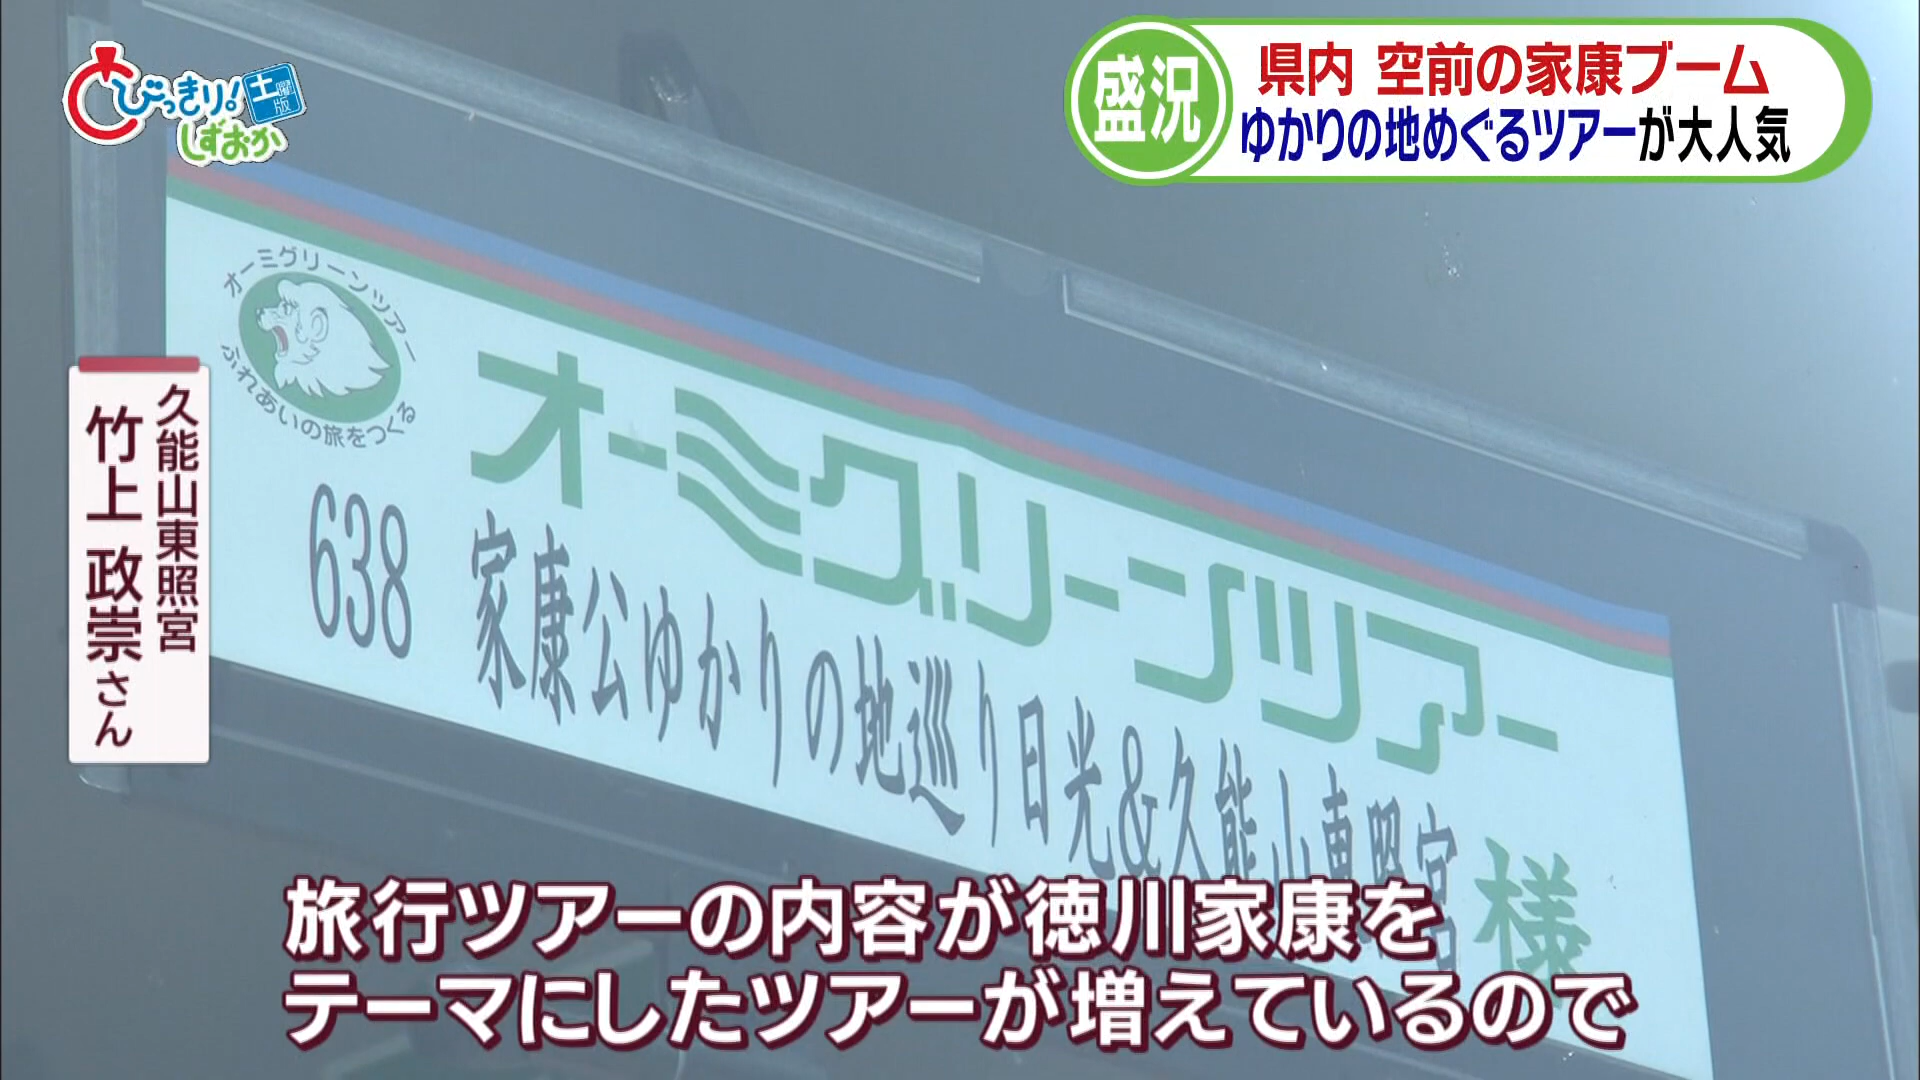 とびっきり!
しずおか
土曜版
盛況
県内 空前の家康ブーム
ゆかりの地めぐるツアーが大人気
オーミグリーンツアー
ふれあいの旅をつくる
オーミグリーンツアー
638 家康公ゆかりの地巡り日光&久能山東照宮 様
久能山東照宮
竹上 政崇さん
旅行ツアーの内容が徳川家康を
テーマにしたツアーが増えているので